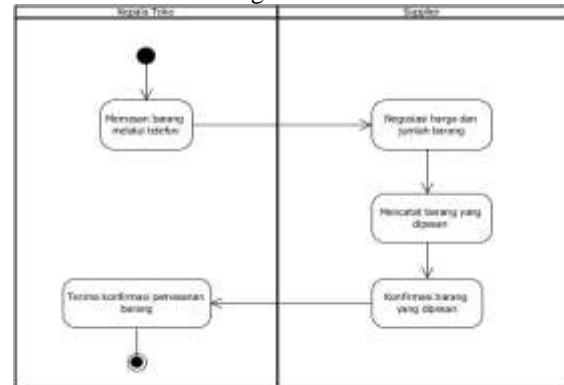 Kepala Toko
Supplier
Memesan barang
melalui telefon
Negosiasi harga dan
jumlah barang
Mencatat barang yang
dipesan
Terima konfirmasi pemesanan
barang
Konfirmasi barang
yang dipesan